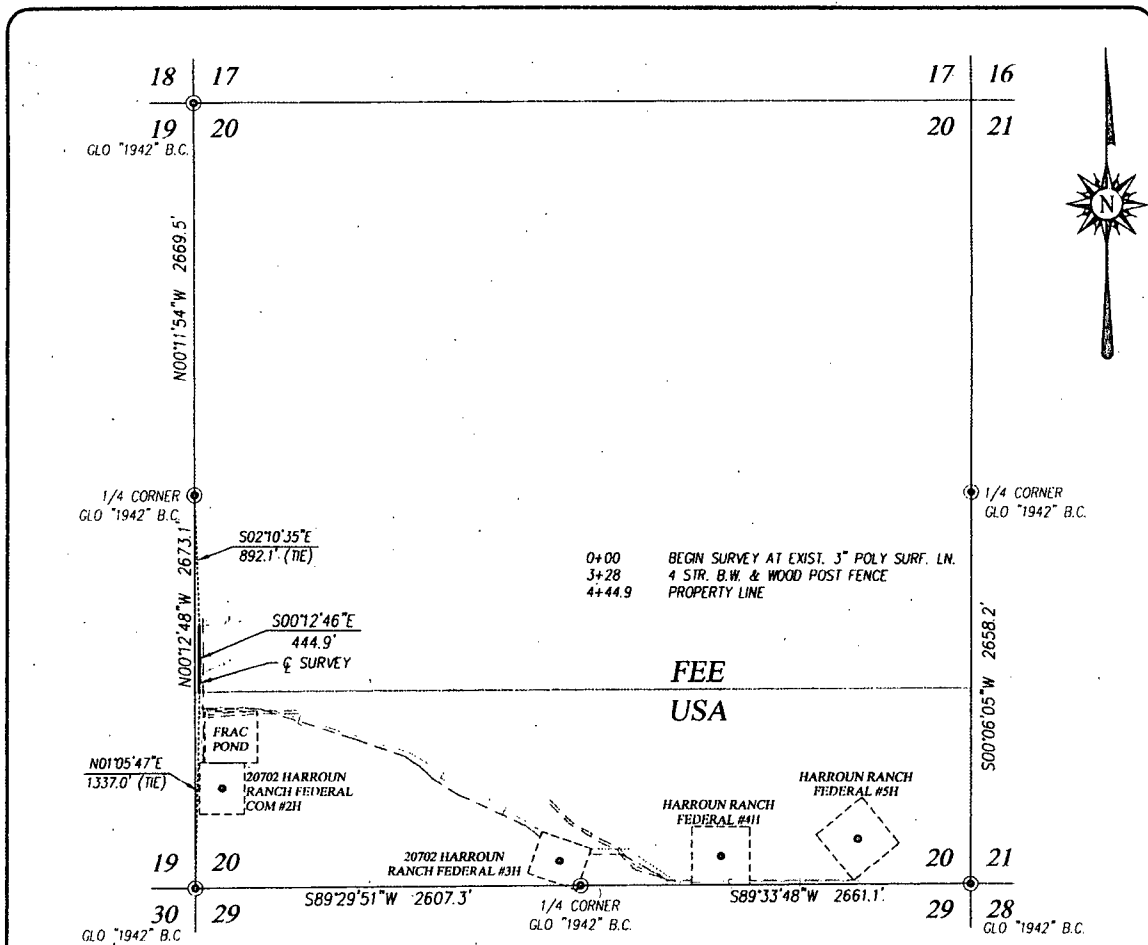 18 17
17 16
19 20
20 21
GLO "1942" B.C.
N
N00°11'54"W 2669.5'
1/4 CORNER
GLO "1942" B.C.
1/4 CORNER
GLO "1942" B.C.
S02°10'35"E
892.1' (TIE)
N00°12'48"W 2673.1'
0+00 BEGIN SURVEY AT EXIST. 3" POLY SURF. LN.
3+28 4 STR. B.W. & WOOD POST FENCE
4+44.9 PROPERTY LINE
S00°12'46"E
444.9'
℄ SURVEY
S00°06'05"W 2658.2'
FEE
USA
FRAC
POND
N01°05'47"E
1337.0' (TIE)
20702 HARROUN
RANCH FEDERAL
COM #2H
HARROUN RANCH
FEDERAL #5H
HARROUN RANCH
FEDERAL #4H
20702 HARROUN
RANCH FEDERAL #3H
19 20
20 21
S89°29'51"W 2607.3'
S89°33'48"W 2661.1'
30 29
1/4 CORNER
29 28
GLO "1942" B.C
GLO "1942" B.C.
GLO "1942" B.C.